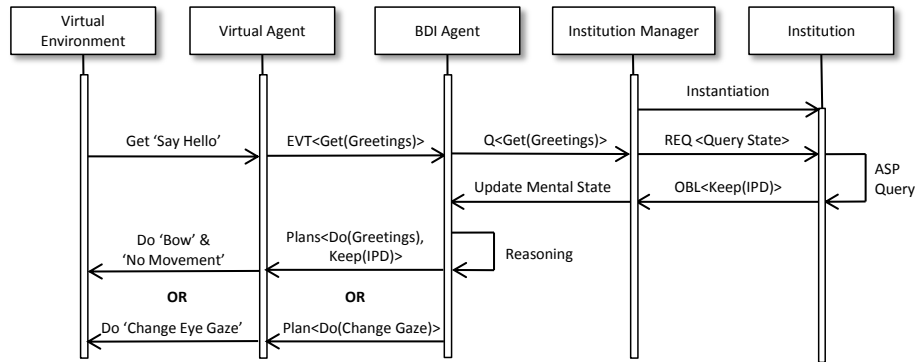 Virtual
Environment
Virtual Agent
BDI Agent
Institution Manager
Institution
Instantiation
Get ‘Say Hello’
EVT<Get(Greetings)>
Q<Get(Greetings)>
REQ <Query State>
ASP
Query
Update Mental State
OBL<Keep(IPD)>
Do ‘Bow’ &
‘No Movement’
Plans<Do(Greetings),
Keep(IPD)>
Reasoning
OR
OR
Do ‘Change Eye Gaze’
Plan<Do(Change Gaze)>